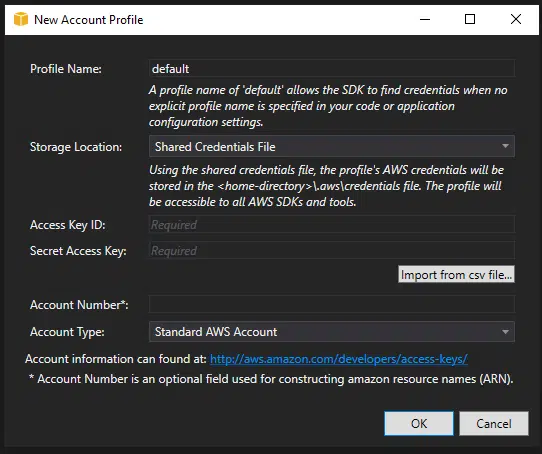 New Account Profile
Profile Name: default
A profile name of 'default' allows the SDK to find credentials when no
explicit profile name is specified in your code or application
configuration settings.
Storage Location: Shared Credentials File
Using the shared credentials file, the profile's AWS credentials will be
stored in the <home-directory>\.aws\credentials file. The profile will
be accessible to all AWS SDKs and tools.
Access Key ID: Required
Secret Access Key: Required
Import from csv file...
Account Number*:
Account Type: Standard AWS Account
Account information can found at: http://aws.amazon.com/developers/access-keys/
* Account Number is an optional field used for constructing amazon resource names (ARN).
OK Cancel